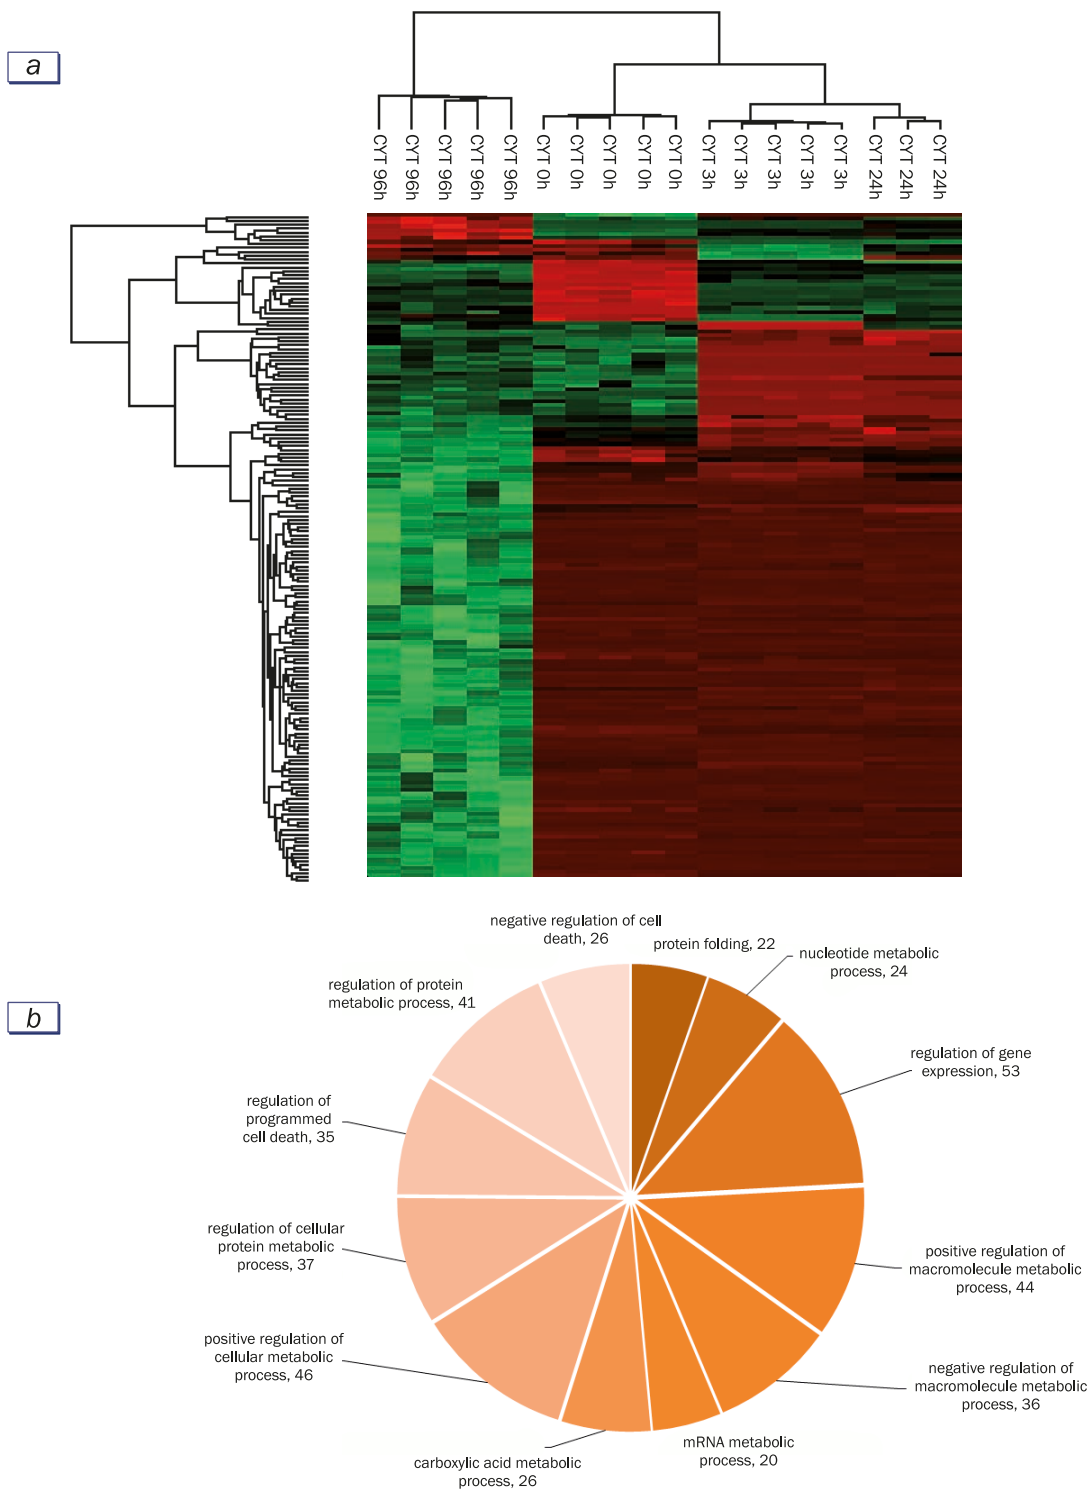 a
CYT 96h
CYT 96h
CYT 96h
CYT 96h
CYT 96h
CYT 0h
CYT 0h
CYT 0h
CYT 0h
CYT 0h
CYT 3h
CYT 3h
CYT 3h
CYT 3h
CYT 3h
CYT 24h
CYT 24h
CYT 24h
b
negative regulation of cell
death, 26
protein folding, 22
nucleotide metabolic
process, 24
regulation of protein
metabolic process, 41
regulation of gene
expression, 53
regulation of
programmed
cell death, 35
regulation of cellular
protein metabolic
process, 37
positive regulation of
macromolecule metabolic
process, 44
positive regulation of
cellular metabolic
process, 46
negative regulation of
macromolecule metabolic
process, 36
mRNA metabolic
process, 20
carboxylic acid metabolic
process, 26